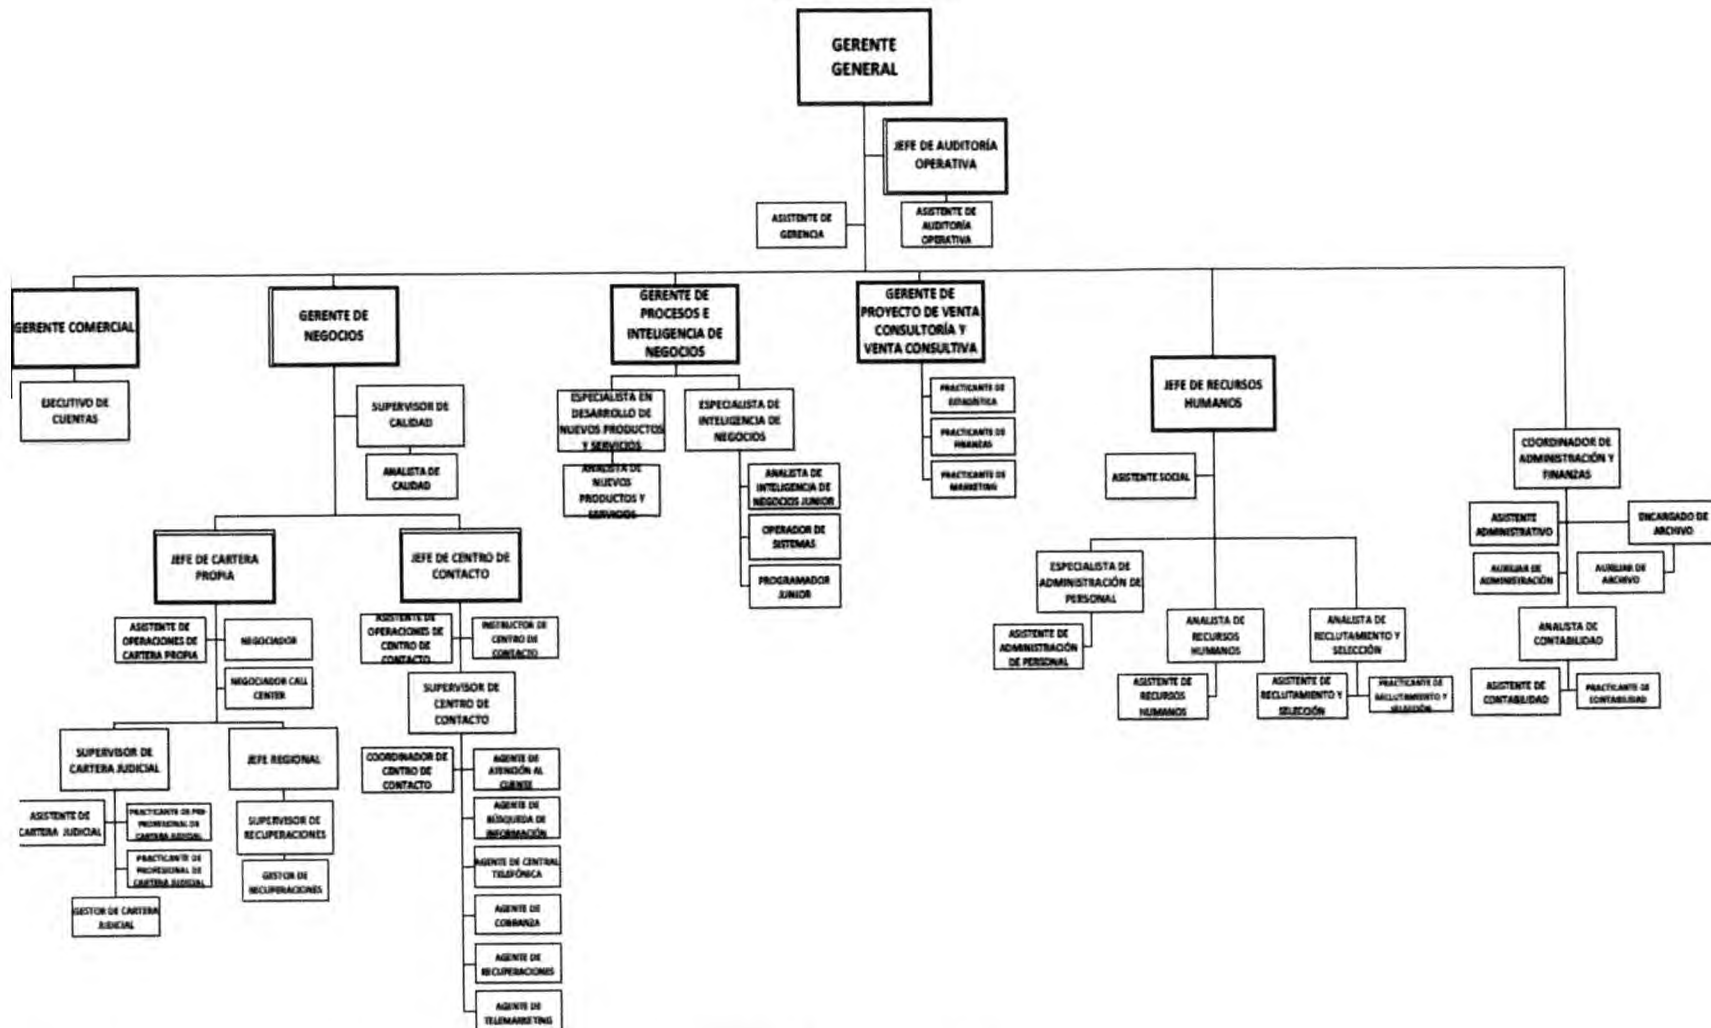 GERENTE
GENERAL
JEFE DE AUDITORÍA
OPERATIVA
ASISTENTE DE
GERENCIA
ASISTENTE DE
AUDITORÍA
OPERATIVA
GERENTE COMERCIAL
EJECUTIVO DE
CUENTAS
GERENTE DE
NEGOCIOS
SUPERVISOR DE
CALIDAD
ANALISTA DE
CALIDAD
GERENTE DE
PROCESOS E
INTELIGENCIA DE
NEGOCIOS
ESPECIALISTA EN
DESARROLLO DE
NUEVOS PRODUCTOS
Y SERVICIOS
ANALISTA DE
NUEVOS
PRODUCTOS Y
SERVICIOS
ESPECIALISTA DE
INTELIGENCIA DE
NEGOCIOS
ANALISTA DE
INTELIGENCIA DE
NEGOCIOS JUNIOR
OPERADOR DE
SISTEMAS
PROGRAMADOR
JUNIOR
GERENTE DE
PROYECTO DE VENTA
CONSULTORÍA Y
VENTA CONSULTIVA
PRACTICANTE DE
ESTADÍSTICA
PRACTICANTE DE
FINANZAS
PRACTICANTE DE
MARKETING
JEFE DE RECURSOS
HUMANOS
ASISTENTE SOCIAL
ESPECIALISTA DE
ADMINISTRACIÓN DE
PERSONAL
ASISTENTE DE
ADMINISTRACIÓN
DE PERSONAL
ANALISTA DE
RECURSOS
HUMANOS
ASISTENTE DE
RECURSOS
HUMANOS
ANALISTA DE
RECLUTAMIENTO Y
SELECCIÓN
ASISTENTE DE
RECLUTAMIENTO Y
SELECCIÓN
PRACTICANTE DE
RECLUTAMIENTO Y
SELECCIÓN
COORDINADOR DE
ADMINISTRACIÓN Y
FINANZAS
ASISTENTE
ADMINISTRATIVO
ENCARGADO DE
ARCHIVO
AUXILIAR DE
ADMINISTRACIÓN
AUXILIAR DE
ARCHIVO
ANALISTA DE
CONTABILIDAD
ASISTENTE DE
CONTABILIDAD
PRACTICANTE DE
CONTABILIDAD
JEFE DE CARTERA
PROPIA
ASISTENTE DE
OPERACIONES DE
CARTERA PROPIA
NEGOCIADOR
NEGOCIADOR CALL
CENTER
SUPERVISOR DE
CARTERA JUDICIAL
ASISTENTE DE
CARTERA JUDICIAL
PRACTICANTE DE PRE-
PROFESIONAL DE
CARTERA JUDICIAL
PRACTICANTE DE
PROFESIONAL DE
CARTERA JUDICIAL
GESTOR DE CARTERA
JUDICIAL
JEFE REGIONAL
SUPERVISOR DE
RECUPERACIONES
GESTOR DE
RECUPERACIONES
JEFE DE CENTRO DE
CONTACTO
ASISTENTE DE
OPERACIONES DE
CENTRO DE
CONTACTO
INSTRUCTOR DE
CENTRO DE
CONTACTO
SUPERVISOR DE
CENTRO DE
CONTACTO
COORDINADOR DE
CENTRO DE
CONTACTO
AGENTE DE
ATENCIÓN AL
CLIENTE
AGENTE DE
BÚSQUEDA DE
INFORMACIÓN
AGENTE DE CENTRAL
TELEFÓNICA
AGENTE DE
COBRANZA
AGENTE DE
RECUPERACIONES
AGENTE DE
TELEMARKETING